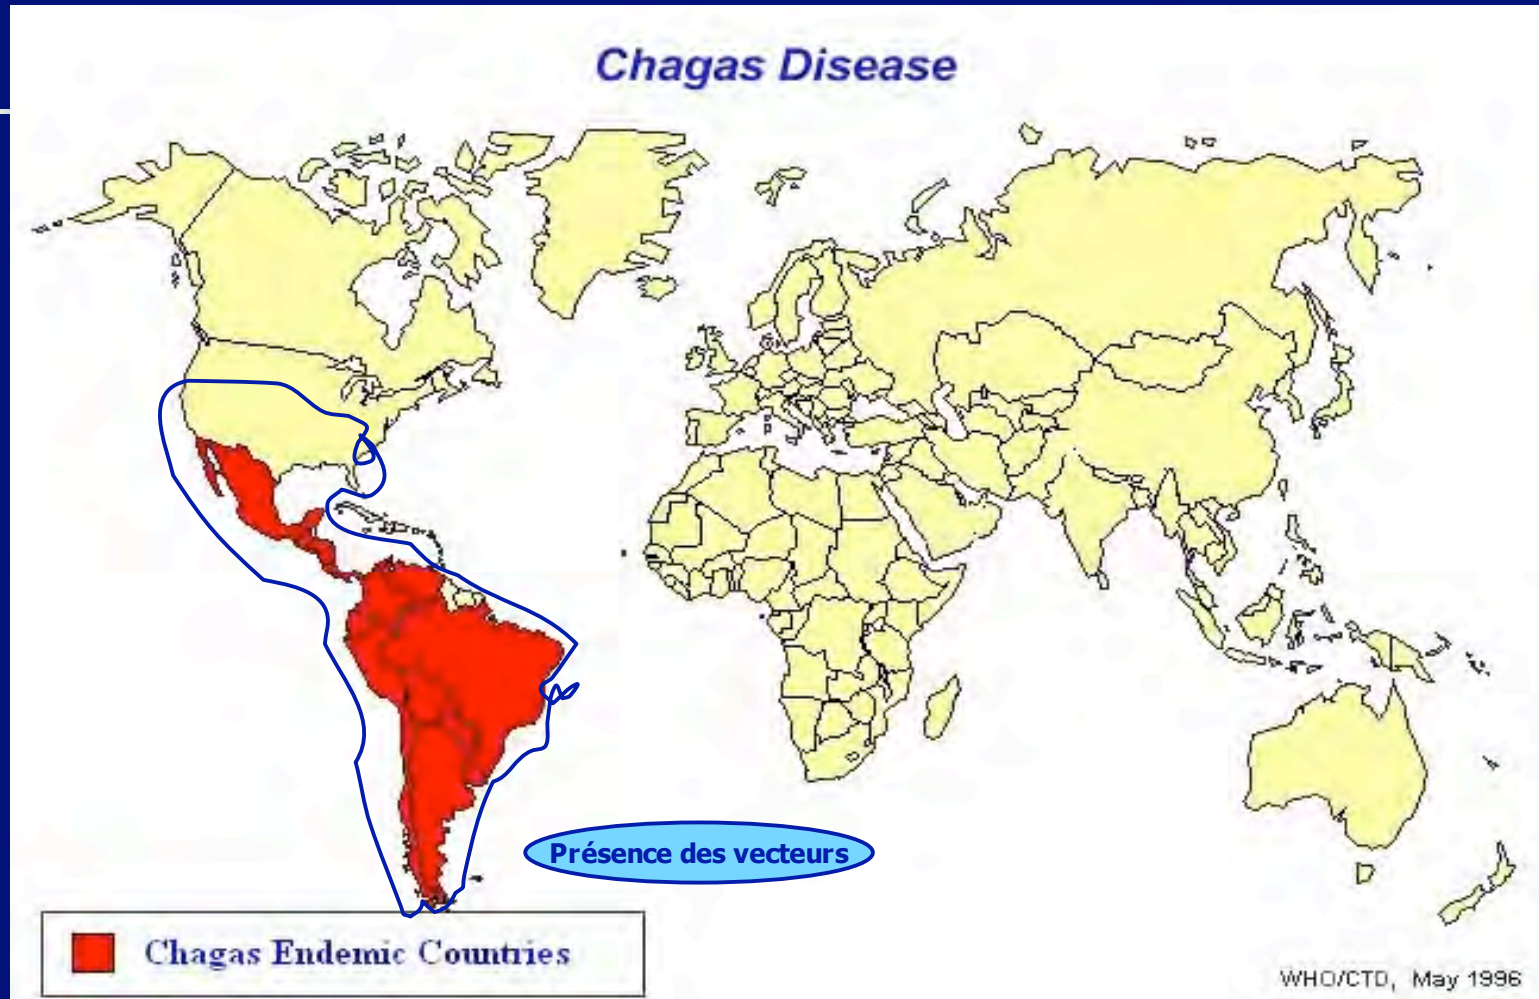 Chagas Disease
Présence des vecteurs
Chagas Endemic Countries
WHO/CTD, May 1996